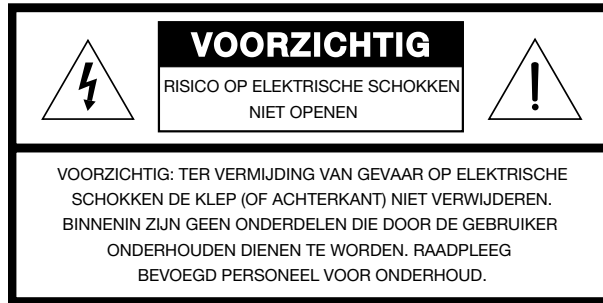 VOORZICHTIG
RISICO OP ELEKTRISCHE SCHOKKEN
NIET OPENEN
VOORZICHTIG: TER VERMIJDING VAN GEVAAR OP ELEKTRISCHE
SCHOKKEN DE KLEP (OF ACHTERKANT) NIET VERWIJDEREN.
BINNENIN ZIJN GEEN ONDERDELEN DIE DOOR DE GEBRUIKER
ONDERHOUDEN DIENEN TE WORDEN. RAADPLEEG
BEVOEGD PERSONEEL VOOR ONDERHOUD.